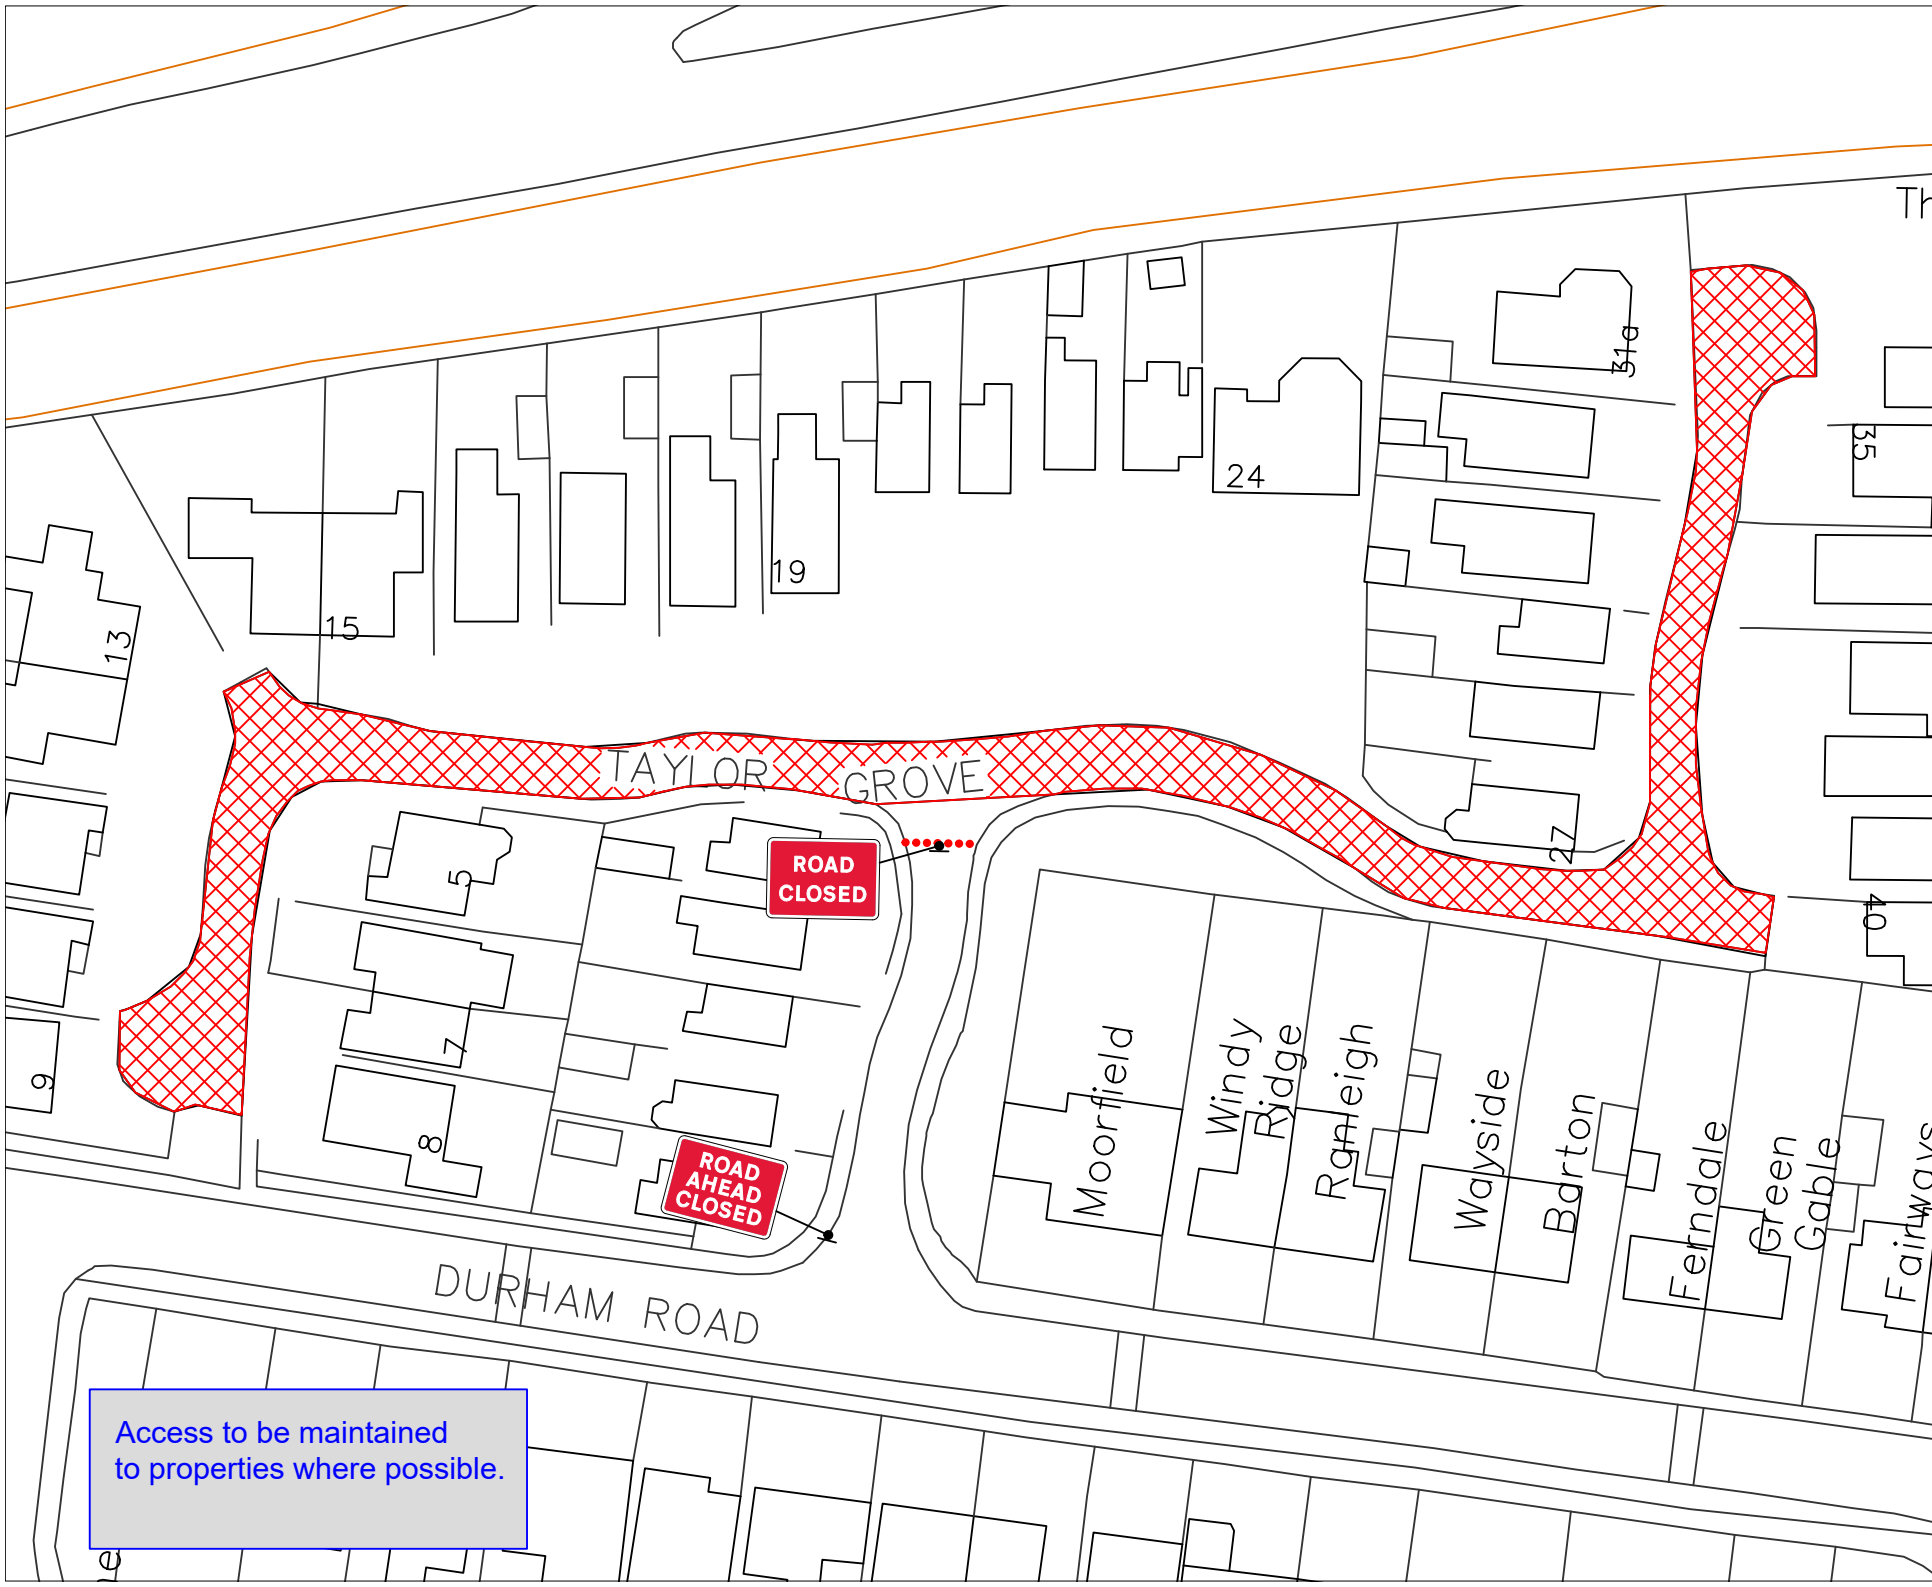 Th
31a
35
24
19
15
13
TAYLOR GROVE
27
ROAD
CLOSED
5
40
7
9
8
Moorfield
Windy
Ridge
Ranleigh
Wayside
Barton
Ferndale
Green
Gable
Fairways
ROAD
AHEAD
CLOSED
DURHAM ROAD
Access to be maintained
to properties where possible.